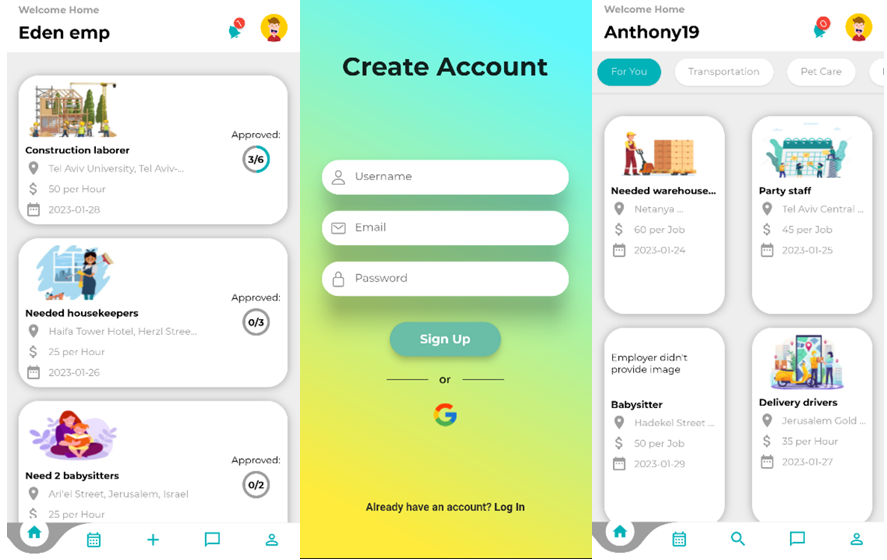 Welcome Home
Eden emp
Construction laborer
Approved:
3/6
Tel Aviv University, Tel Aviv-...
50 per Hour
2023-01-28
Needed housekeepers
Approved:
0/3
Haifa Tower Hotel, Herzl Stree...
25 per Hour
2023-01-26
Need 2 babysitters
Approved:
0/2
Ari'el Street, Jerusalem, Israel
25 per Hour
Create Account
Username
Email
Password
Sign Up
or
Already have an account? Log In
Welcome Home
Anthony19
0
For You
Transportation
Pet Care
Needed warehouse...
Netanya ...
60 per Job
2023-01-24
Party staff
Tel Aviv Central ...
45 per Job
2023-01-25
Employer didn't
provide image
Babysitter
Hadekel Street ...
50 per Job
2023-01-29
Delivery drivers
Jerusalem Gold ...
35 per Hour
2023-01-27